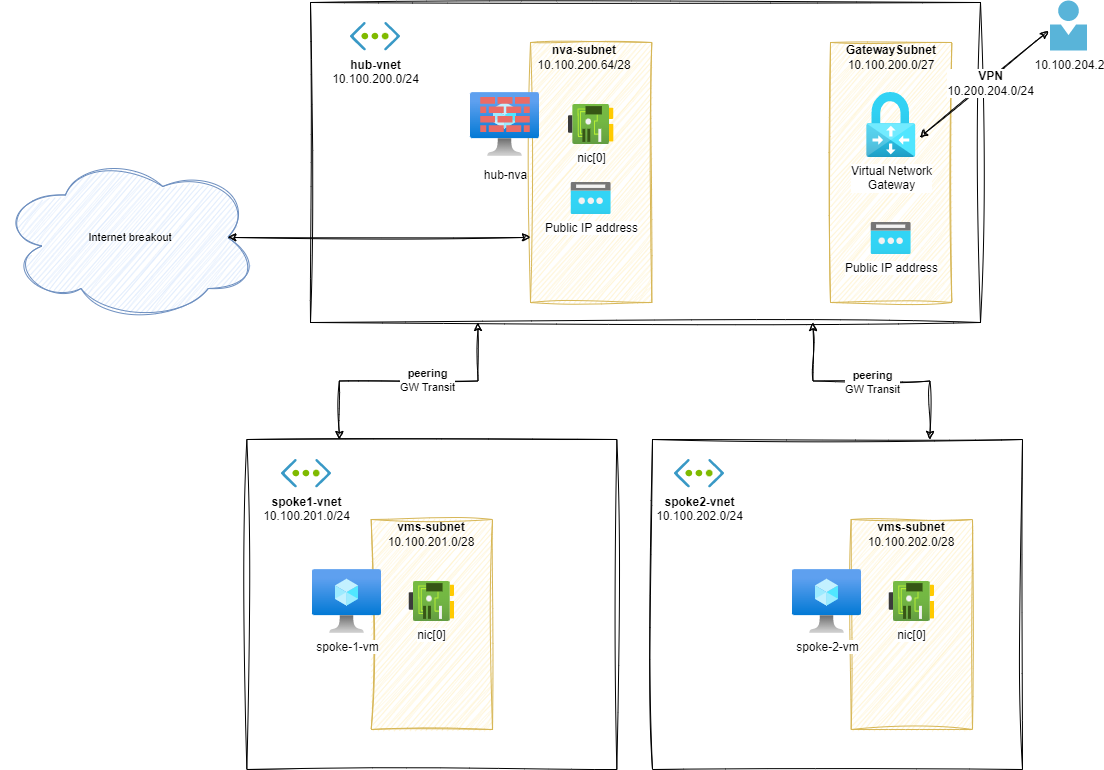 hub-vnet
10.100.200.0/24
nva-subnet
10.100.200.64/28
hub-nva
nic[0]
Public IP address
GatewaySubnet
10.100.200.0/27
Virtual Network
Gateway
Public IP address
VPN
10.200.204.0/24
10.100.204.2
Internet breakout
peering
GW Transit
peering
GW Transit
spoke1-vnet
10.100.201.0/24
vms-subnet
10.100.201.0/28
spoke-1-vm
nic[0]
spoke2-vnet
10.100.202.0/24
vms-subnet
10.100.202.0/28
spoke-2-vm
nic[0]